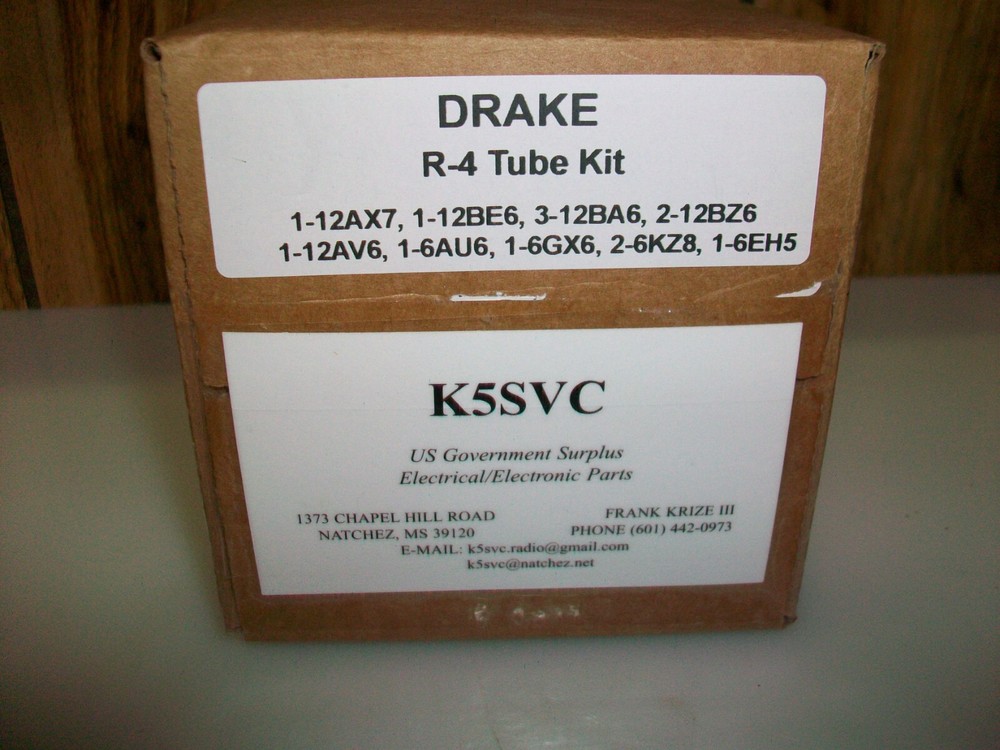 DRAKE
R-4 Tube Kit
1-12AX7, 1-12BE6, 3-12BA6, 2-12BZ6
1-12AV6, 1-6AU6, 1-6GX6, 2-6KZ8, 1-6EH5
K5SVC
US Government Surplus
Electrical/Electronic Parts
1373 CHAPEL HILL ROAD FRANK KRIZE III
NATCHEZ, MS 39120 PHONE (601) 442-0973
E-MAIL: k5svc.radio@gmail.com
k5svc@natchez.net